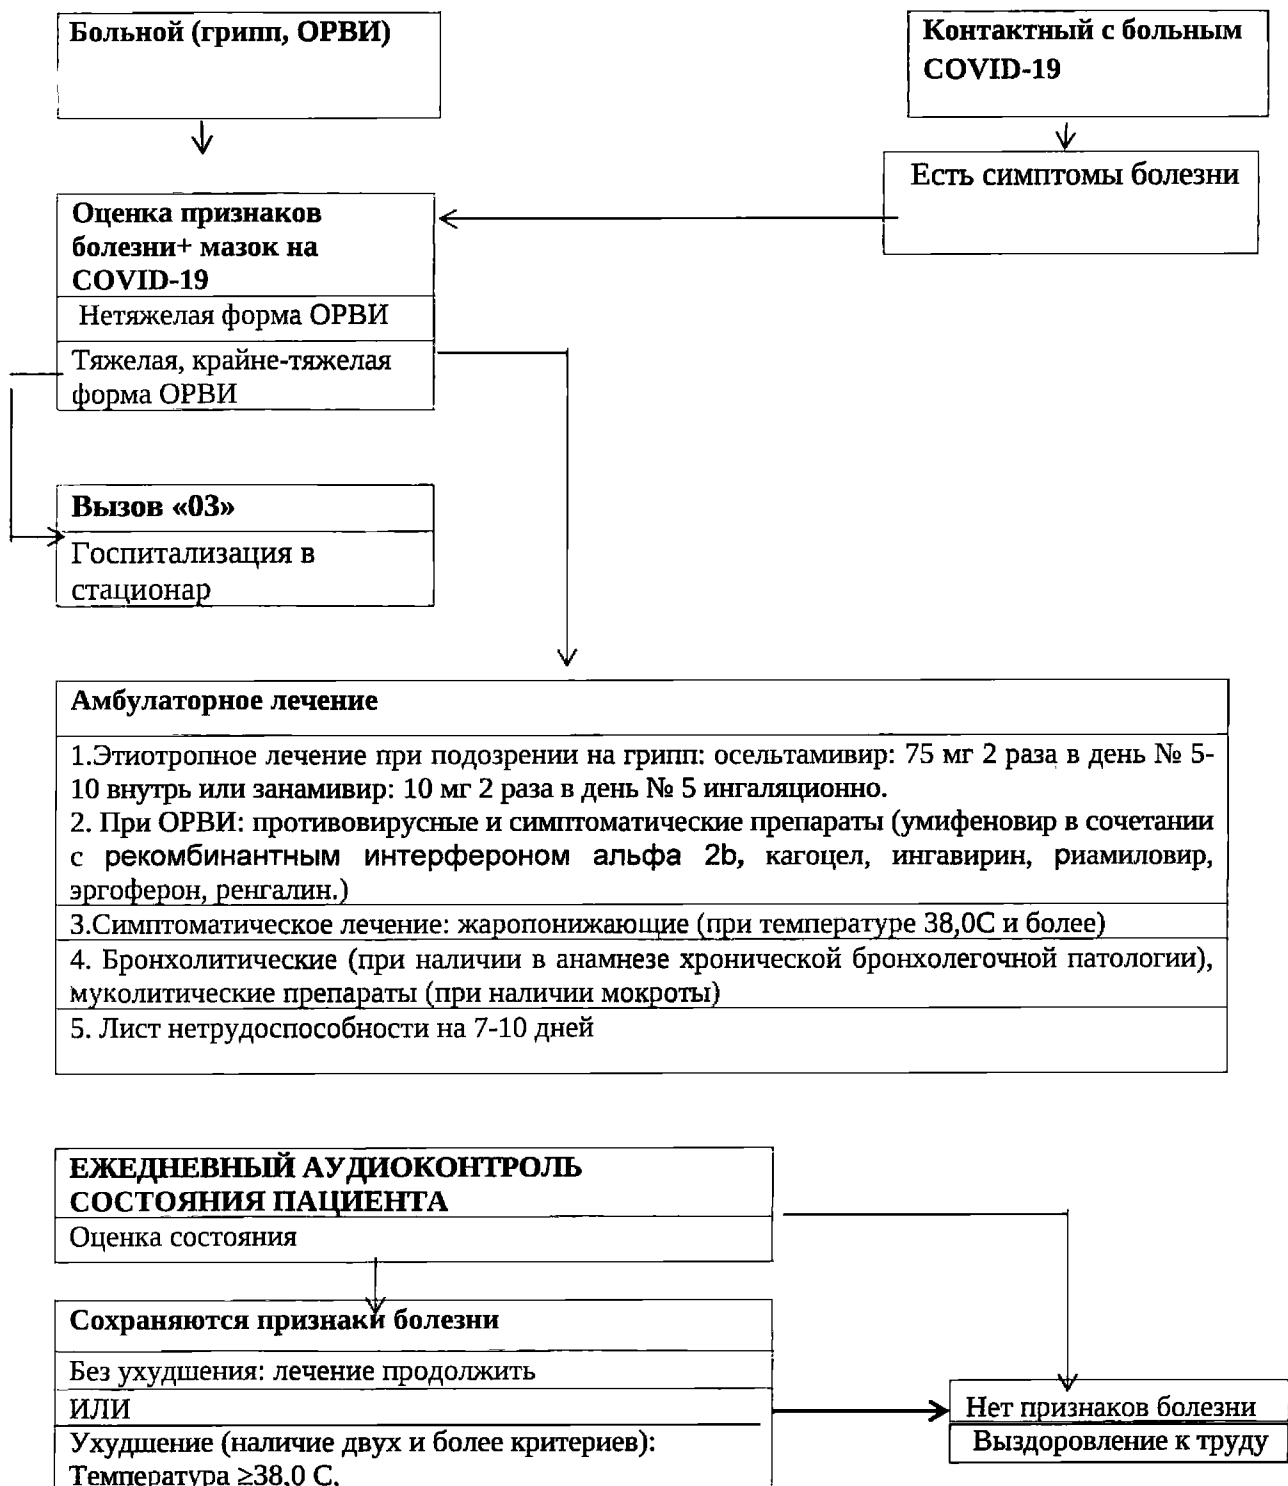 Больной (грипп, ОРВИ)
Контактный с больным
COVID-19
Есть симптомы болезни
Оценка признаков
болезни+ мазок на
COVID-19
Нетяжелая форма ОРВИ
Тяжелая, крайне-тяжелая
форма ОРВИ
Вызов «03»
Госпитализация в
стационар
Амбулаторное лечение
1.Этиотропное лечение при подозрении на грипп: осельтамивир: 75 мг 2 раза в день № 5-
10 внутрь или занамивир: 10 мг 2 раза в день № 5 ингаляционно.
2. При ОРВИ: противовирусные и симптоматические препараты (умифеновир в сочетании
с рекомбинантным интерфероном альфа 2b, кагоцел, ингавирин, риамиловир,
эргоферон, ренгалин.)
3.Симптоматическое лечение: жаропонижающие (при температуре 38,0С и более)
4. Бронхолитические (при наличии в анамнезе хронической бронхолегочной патологии),
муколитические препараты (при наличии мокроты)
5. Лист нетрудоспособности на 7-10 дней
ЕЖЕДНЕВНЫЙ АУДИОКОНТРОЛЬ
СОСТОЯНИЯ ПАЦИЕНТА
Оценка состояния
Сохраняются признаки болезни
Без ухудшения: лечение продолжить
ИЛИ
Ухудшение (наличие двух и более критериев):
Температура ≥38,0 С,
Нет признаков болезни
Выздоровление к труду